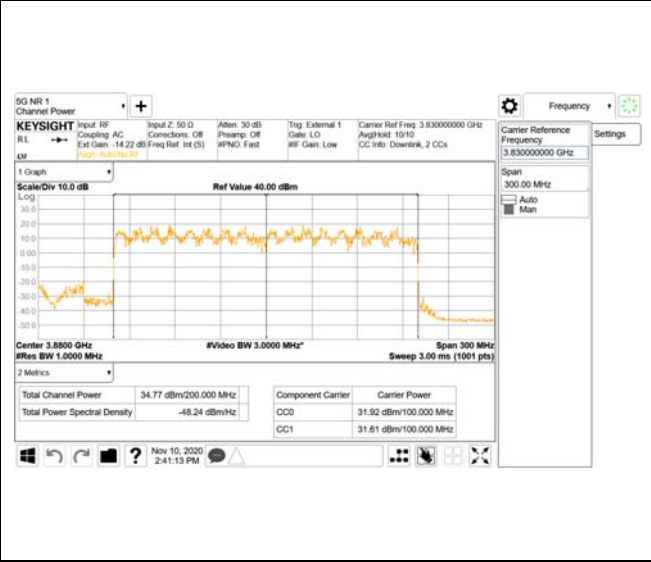 5G NR 1
Channel Power
Frequency
KEYSIGHT
RL
Input: RF
Coupling: AC
Ext Gain: -14.22 dB
Align: Auto/No RF
Input Z: 50 Ω
Corrections: Off
Freq Ref: Int (S)
Atten: 30 dB
Preamp: Off
#PNO: Fast
Trig: External 1
Gate: LO
#IF Gain: Low
Carrier Ref Freq: 3.830000000 GHz
Avg|Hold: 10/10
CC Info: Downlink, 2 CCs
Carrier Reference
Frequency
3.830000000 GHz
Settings
Span
300.00 MHz
Auto
Man
1 Graph
Scale/Div 10.0 dB
Ref Value 40.00 dBm
Log
30.0
20.0
10.0
0.00
-10.0
-20.0
-30.0
-40.0
-50.0
Center 3.8800 GHz
#Video BW 3.0000 MHz*
Span 300 MHz
#Res BW 1.0000 MHz
Sweep 3.00 ms (1001 pts)
2 Metrics
Total Channel Power 34.77 dBm/200.000 MHz
Total Power Spectral Density -48.24 dBm/Hz
Component Carrier Carrier Power
CC0 31.92 dBm/100.000 MHz
CC1 31.61 dBm/100.000 MHz
?
Nov 10, 2020
2:41:13 PM